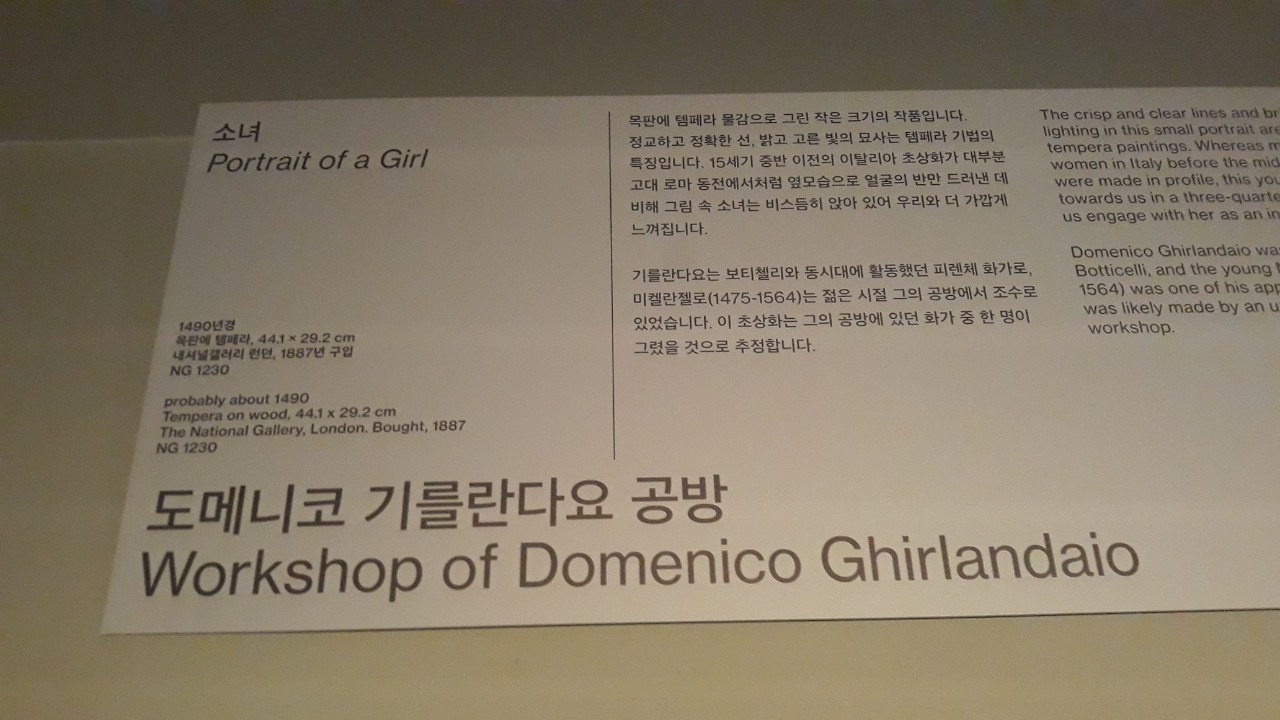 소녀
Portrait of a Girl
1490년경
목판에 템페라, 44.1 × 29.2 cm
내셔널갤러리 런던, 1887년 구입
NG 1230
probably about 1490
Tempera on wood, 44.1 x 29.2 cm
The National Gallery, London. Bought, 1887
NG 1230
목판에 템페라 물감으로 그린 작은 크기의 작품입니다.
정교하고 정확한 선, 밝고 고른 빛의 묘사는 템페라 기법의
특징입니다. 15세기 중반 이전의 이탈리아 초상화가 대부분
고대 로마 동전에서처럼 옆모습으로 얼굴의 반만 드러낸 데
비해 그림 속 소녀는 비스듬히 앉아 있어 우리와 더 가깝게
느껴집니다.
기를란다요는 보티첼리와 동시대에 활동했던 피렌체 화가로,
미켈란젤로(1475-1564)는 젊은 시절 그의 공방에서 조수로
있었습니다. 이 초상화는 그의 공방에 있던 화가 중 한 명이
그렸을 것으로 추정합니다.
The crisp and clear lines and
lighting in this small portrait are
tempera paintings. Whereas
women in Italy before the
were made in profile, this
towards us in a
us engage with her as an
Domenico Ghirlandaio
Botticelli, and the young
1564) was one of his
was likely made by an
workshop.
도메니코 기를란다요 공방
Workshop of Domenico Ghirlandaio